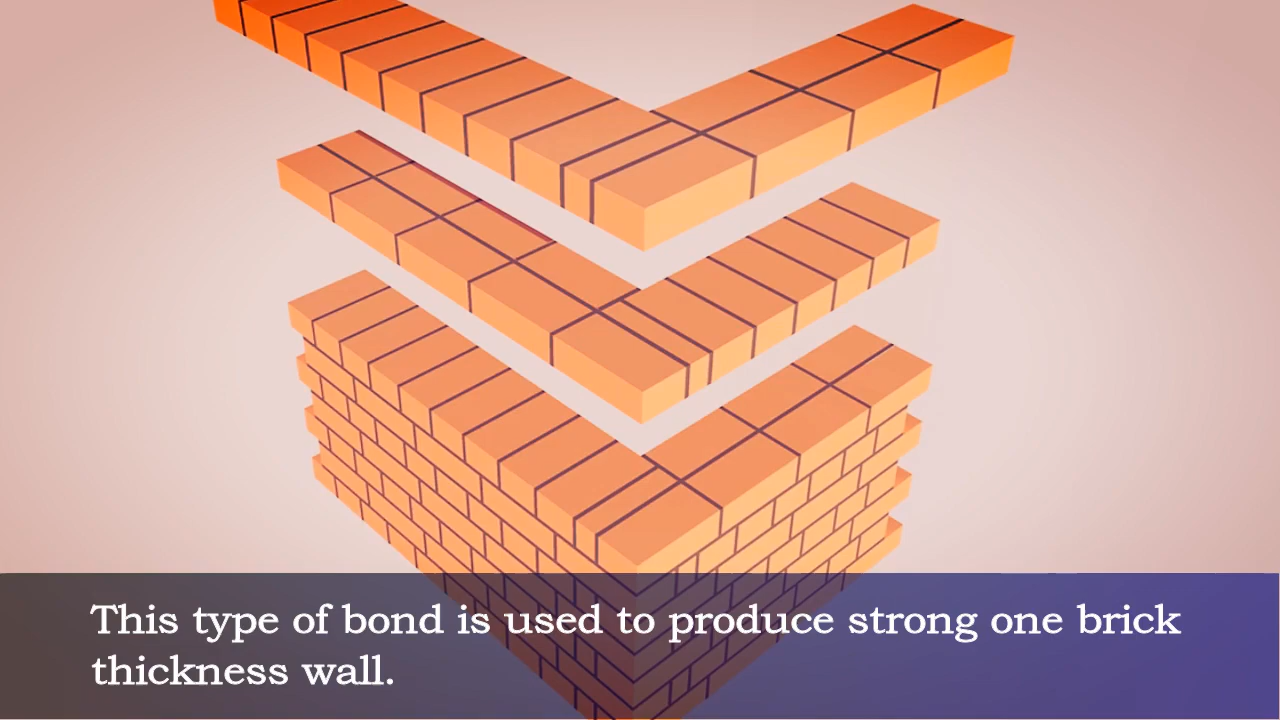 This type of bond is used to produce strong one brick
thickness wall.